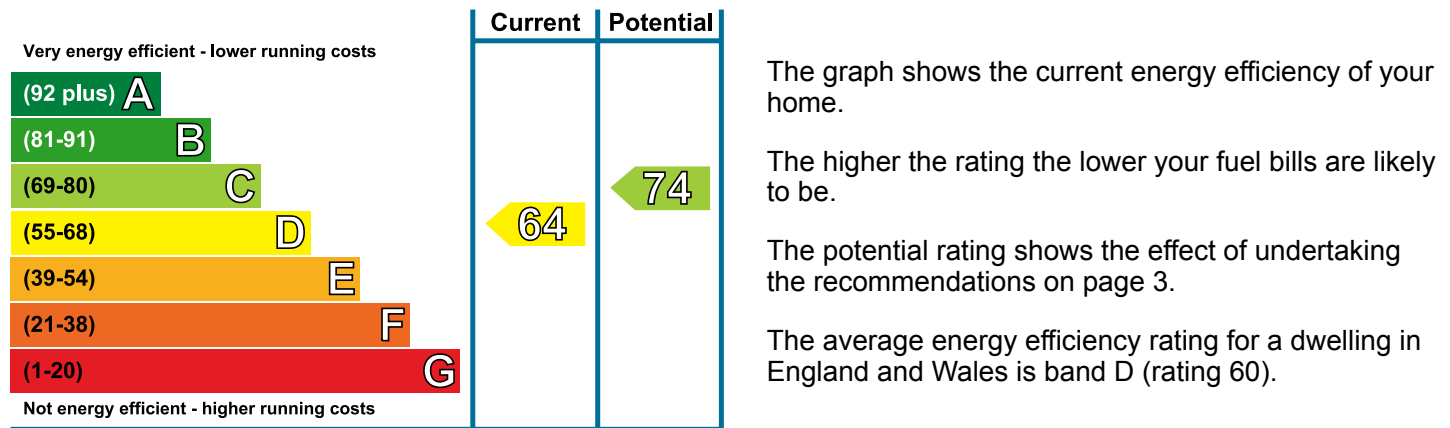 Current Potential
Very energy efficient - lower running costs
(92 plus) A
(81-91) B
(69-80) C
74
(55-68) D
64
(39-54) E
(21-38) F
(1-20) G
Not energy efficient - higher running costs
The graph shows the current energy efficiency of your
home.
The higher the rating the lower your fuel bills are likely
to be.
The potential rating shows the effect of undertaking
the recommendations on page 3.
The average energy efficiency rating for a dwelling in
England and Wales is band D (rating 60).